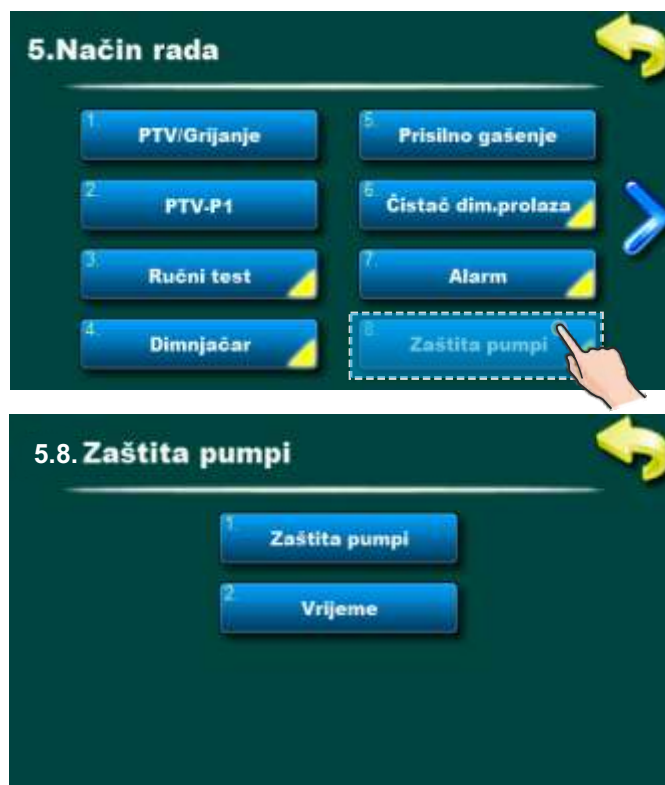 5.Način rada
1. PTV/Grijanje
5. Prisilno gašenje
2. PTV-P1
6. Čistač dim.prolaza
3. Ručni test
7. Alarm
4. Dimnjačar
8. Zaštita pumpi
5.8. Zaštita pumpi
1. Zaštita pumpi
2. Vrijeme